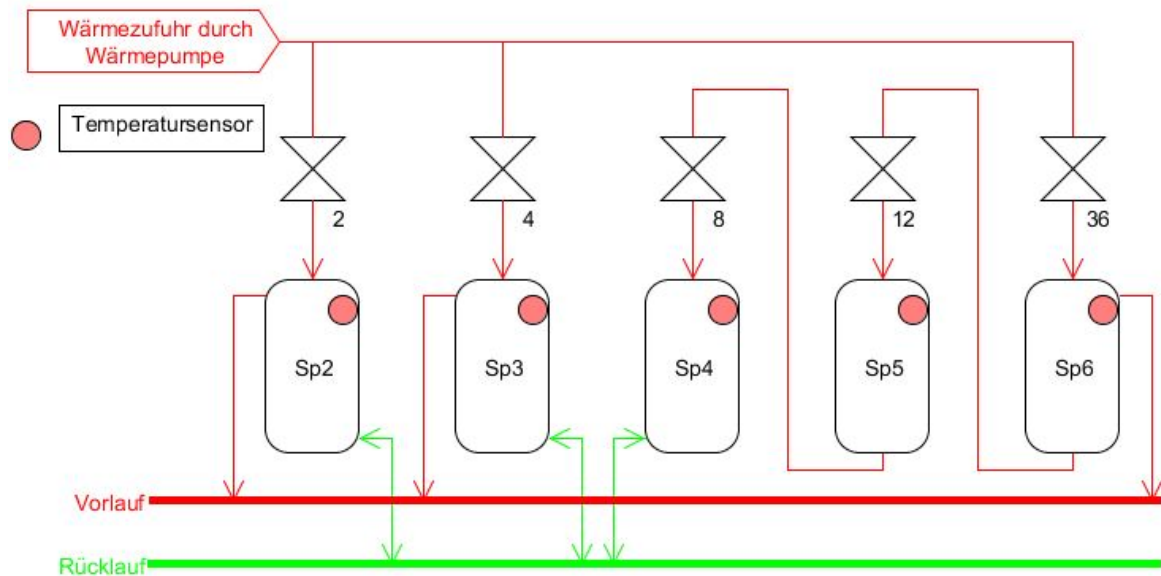 Wärmezufuhr durch
Wärmepumpe
Temperatursensor
2
4
8
12
36
Sp2
Sp3
Sp4
Sp5
Sp6
Vorlauf
Rücklauf